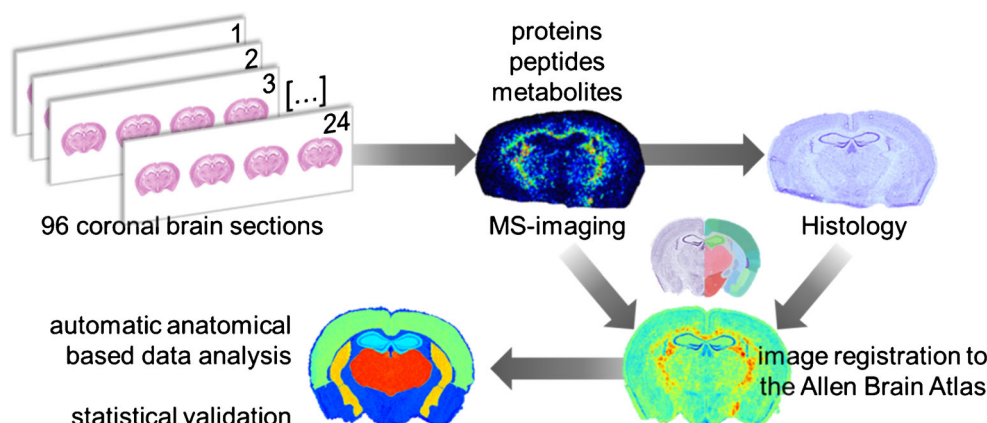 1
2
3
[...]
24
96 coronal brain sections
proteins
peptides
metabolites
MS-imaging
Histology
image registration to
the Allen Brain Atlas
automatic anatomical
based data analysis
statistical validation